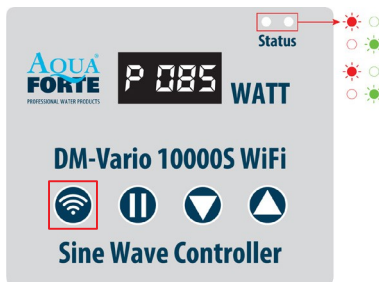 Status
AQUA
FORTE
PROFESSIONAL WATER PRODUCTS
P 085
WATT
DM-Vario 10000S WiFi
Sine Wave Controller